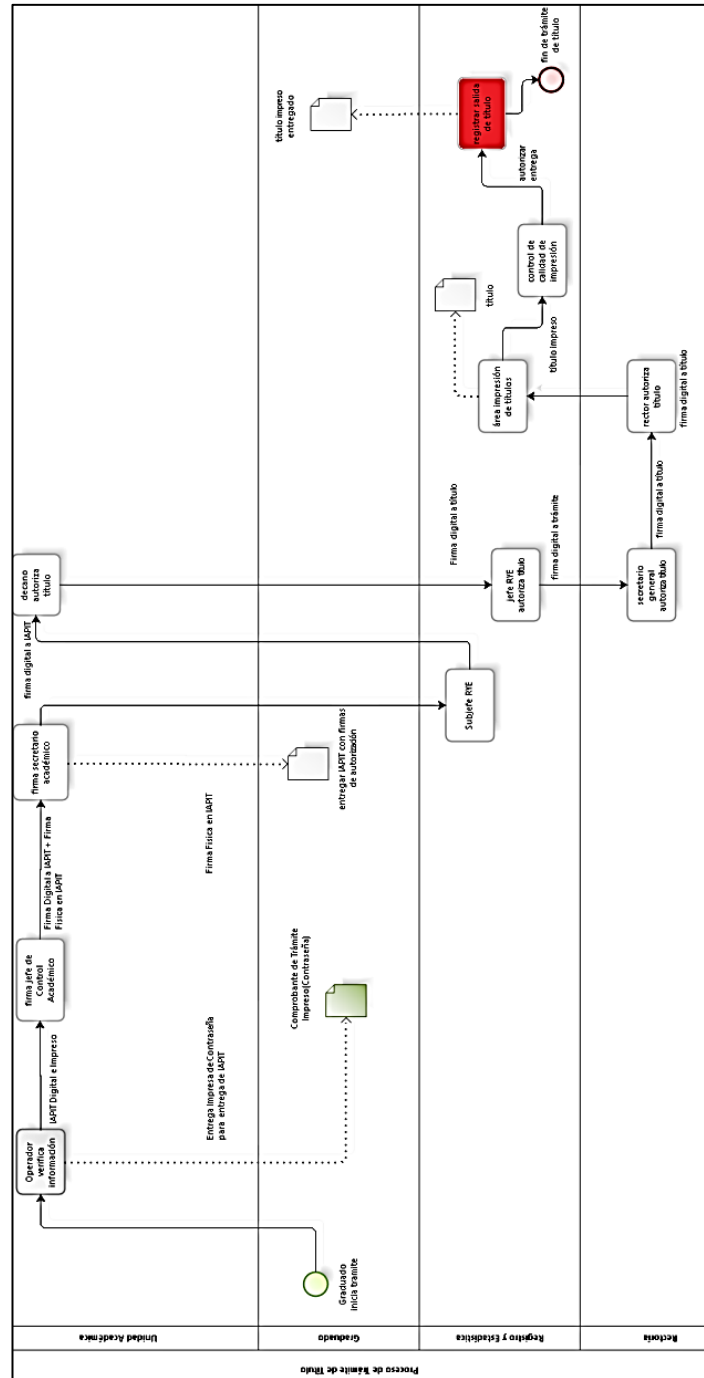 Proceso de Trámite de Título
Unidad Académica
Graduado
Registro y Estadística
Rectoría
Graduado
inicia tramite
Operador
verifica
información
IAPIT Digital e Impreso
Entrega Impresa de Contraseña
para entrega de IAPIT
Comprobante de Trámite
Impreso(Contraseña)
firma jefe de
Control
Académico
Firma Digital a IAPIT + Firma
Física en IAPIT
firma secretario
académico
Firma Física en IAPIT
entregar IAPIT con firmas
de autorización
Subjefe RYE
firma digital a IAPIT
decano
autoriza
título
Firma digital a título
jefe RYE
autoriza título
firma digital a trámite
secretario
general
autoriza título
firma digital a título
rector autoriza
título
firma digital a título
área impresión
de títulos
título
título impreso
control de
calidad de
impresión
autorizar
entrega
registrar salida
de título
título impreso
entregado
fin de trámite
de título